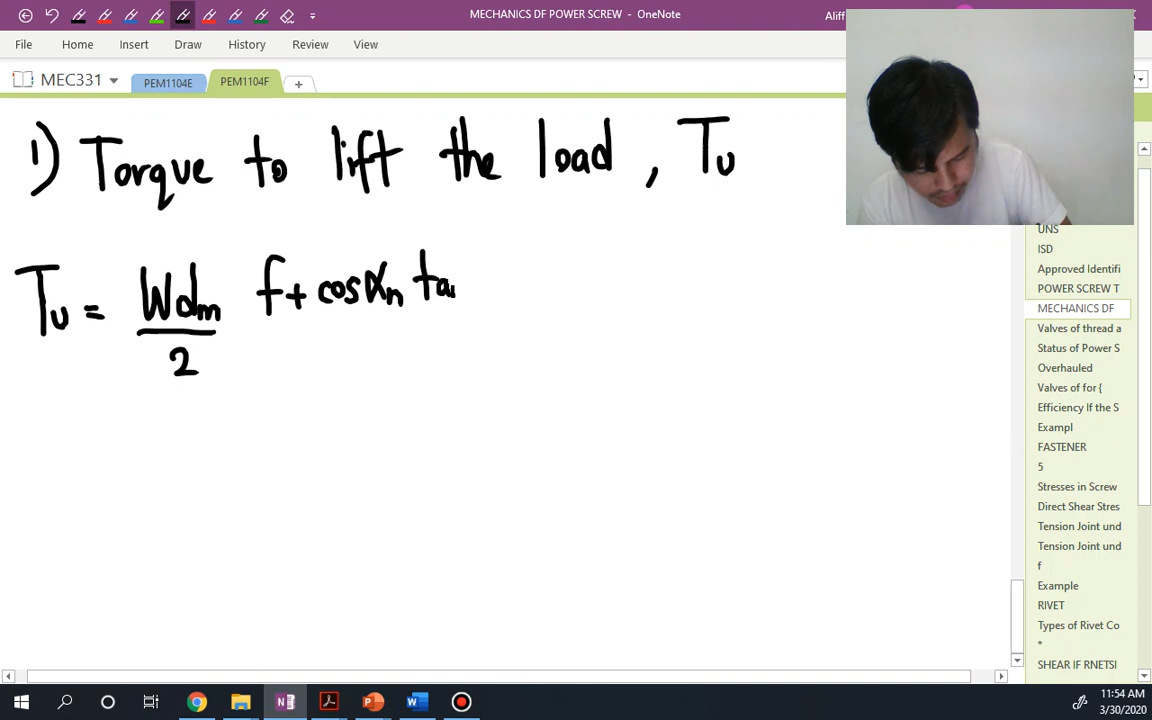 MECHANICS DF POWER SCREW - OneNote
Aliff
File Home Insert Draw History Review View
MEC331 PEM1104E PEM1104F +
1) Torque to lift the load, Tu
Tu = Wdm f + cosαn ta
2
UNS
ISD
Approved Identifi
POWER SCREW T
MECHANICS DF
Valves of thread a
Status of Power S
Overhauled
Valves of for {
Efficiency If the S
Exampl
FASTENER
5
Stresses in Screw
Direct Shear Stres
Tension Joint und
Tension Joint und
f
Example
RIVET
Types of Rivet Co
*
SHEAR IF RNETSI
11:54 AM
3/30/2020